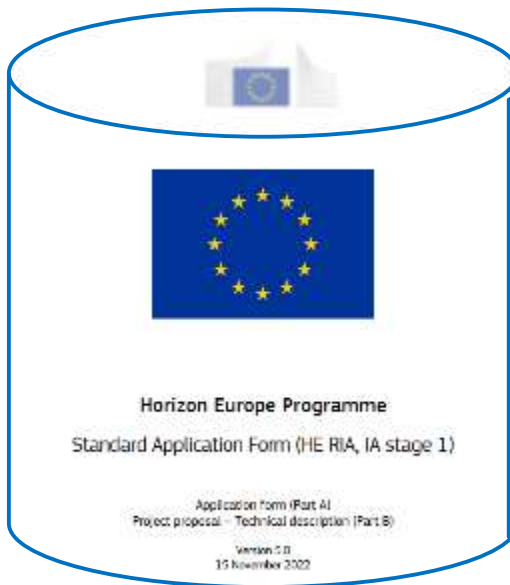 Horizon Europe Programme
Standard Application Form (HE RIA, IA stage 1)
Application form (Part A)
Project proposal – Technical description (Part B)
Version 5.0
15 November 2022